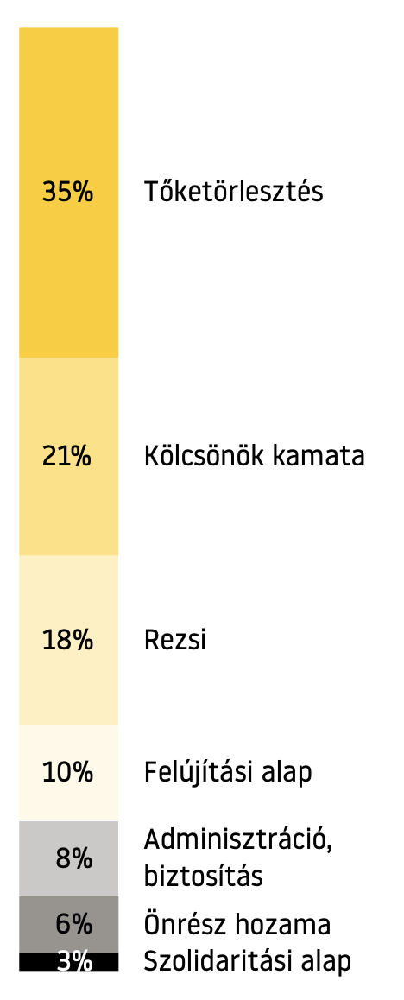 35% Tőketörlesztés
21% Kölcsönök kamata
18% Rezsi
10% Felújítási alap
8% Adminisztráció,
biztosítás
6% Önrész hozama
3% Szolidaritási alap